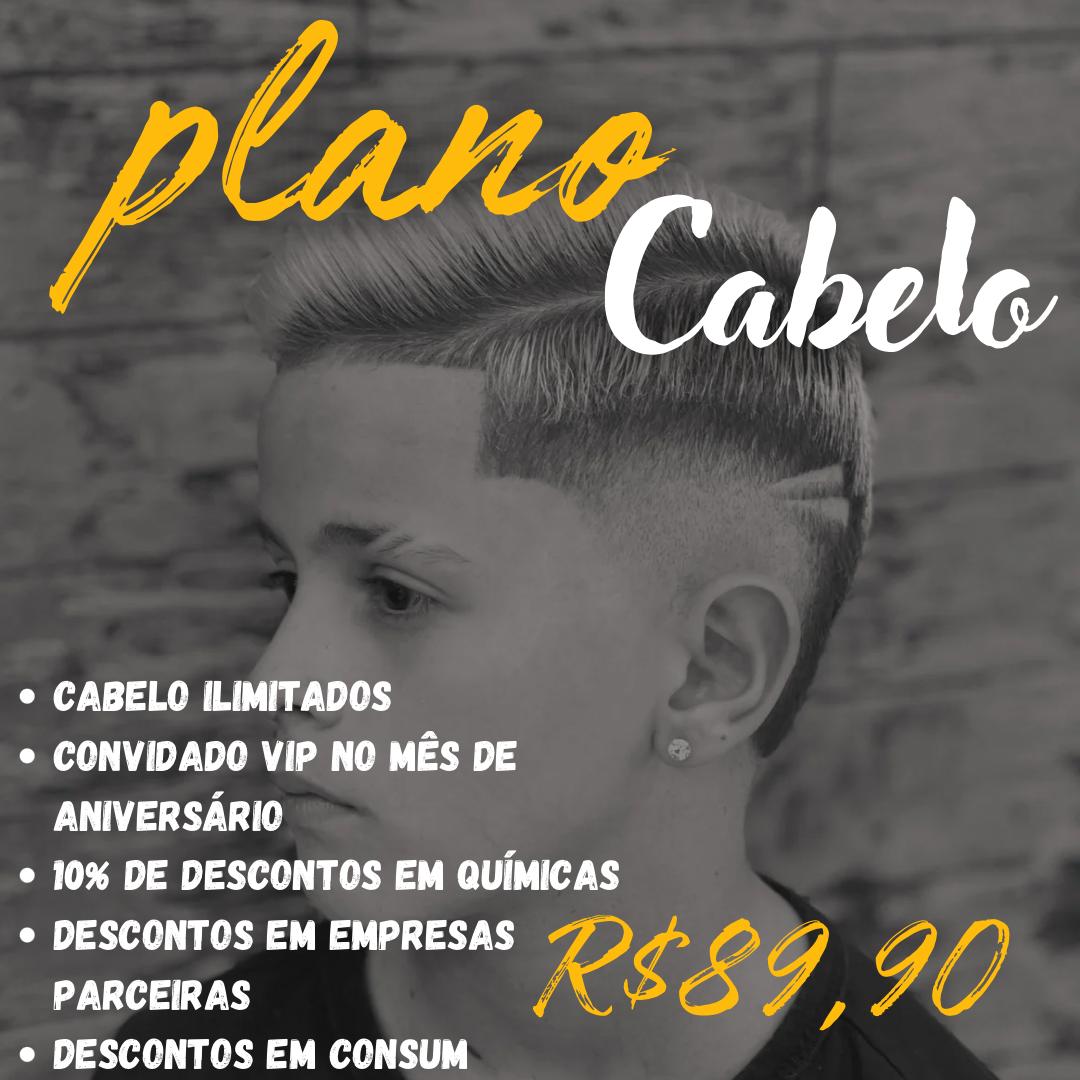 plano
Cabelo
• CABELO ILIMITADOS
• CONVIDADO VIP NO MÊS DE
ANIVERSÁRIO
• 10% DE DESCONTOS EM QUÍMICAS
• DESCONTOS EM EMPRESAS
PARCEIRAS
• DESCONTOS EM CONSUM
R$89,90